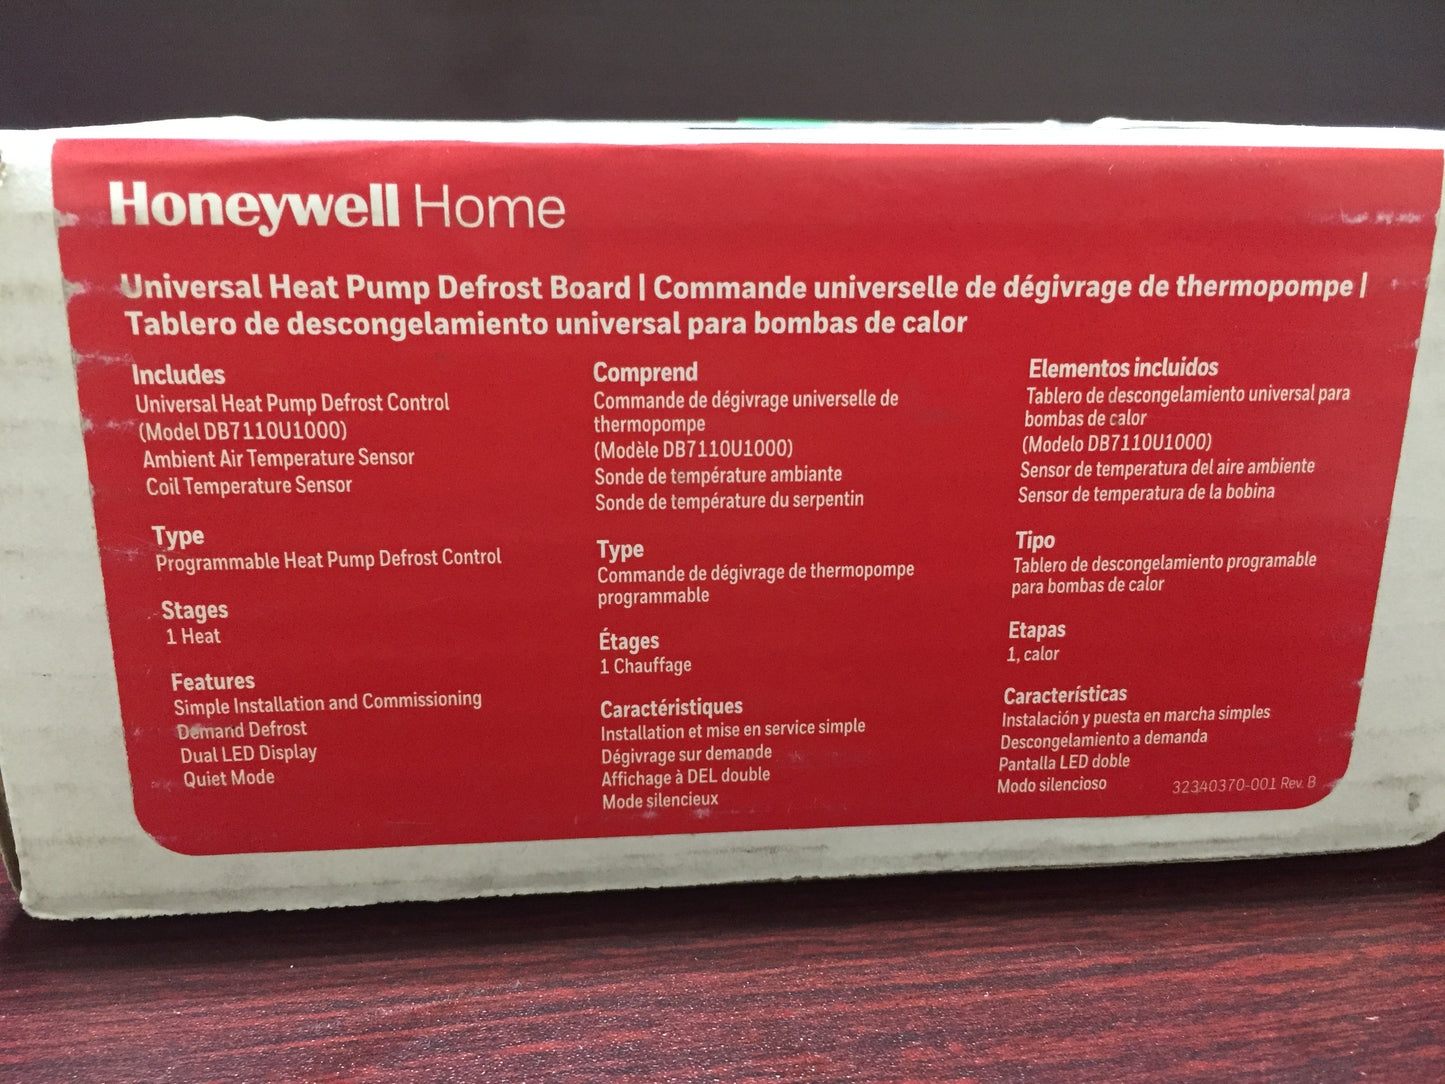 Honeywell Home
Universal Heat Pump Defrost Board | Commande universelle de dégivrage de thermopompe |
Tablero de descongelamiento universal para bombas de calor
Includes
Universal Heat Pump Defrost Control
(Model DB7110U1000)
Ambient Air Temperature Sensor
Coil Temperature Sensor
Type
Programmable Heat Pump Defrost Control
Stages
1 Heat
Features
Simple Installation and Commissioning
Demand Defrost
Dual LED Display
Quiet Mode
Comprend
Commande de dégivrage universelle de
thermopompe
(Modèle DB7110U1000)
Sonde de température ambiante
Sonde de température du serpentin
Type
Commande de dégivrage de thermopompe
programmable
Étages
1 Chauffage
Caractéristiques
Installation et mise en service simple
Dégivrage sur demande
Affichage à DEL double
Mode silencieux
Elementos incluidos
Tablero de descongelamiento universal para
bombas de calor
(Modelo DB7110U1000)
Sensor de temperatura del aire ambiente
Sensor de temperatura de la bobina
Tipo
Tablero de descongelamiento programable
para bombas de calor
Etapas
1, calor
Características
Instalación y puesta en marcha simples
Descongelamiento a demanda
Pantalla LED doble
Modo silencioso
32340370-001 Rev. B